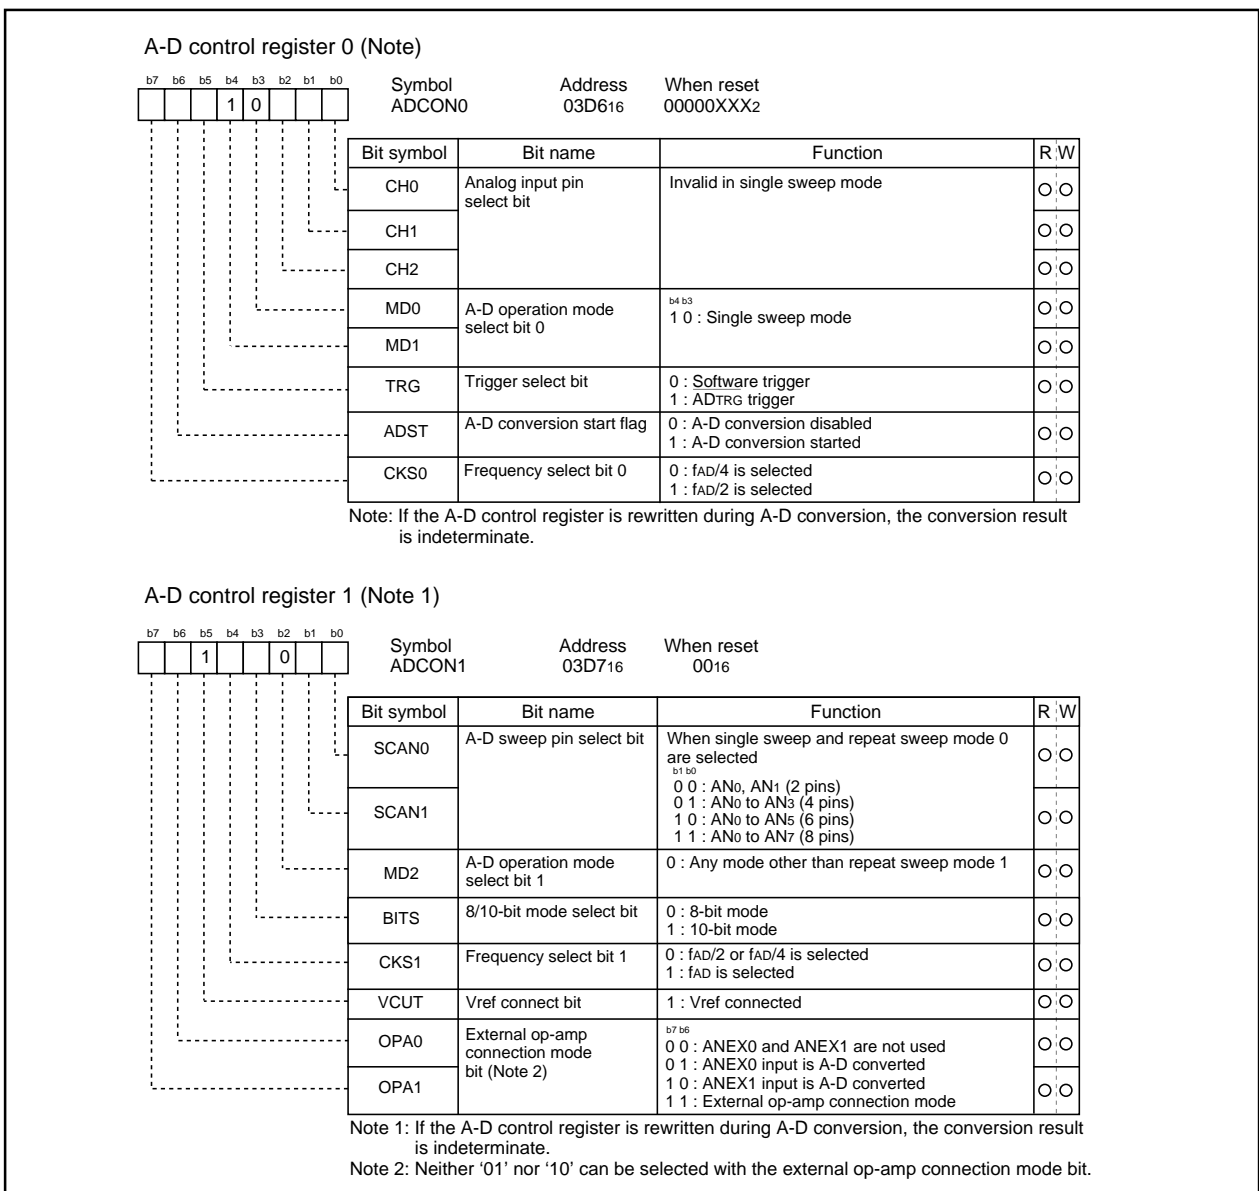 A-D control register 0 (Note)
b7 b6 b5 b4 b3 b2 b1 b0
1 0
Symbol Address When reset
ADCON0 03D616 00000XXX2
Bit symbol Bit name Function R W
CH0 Analog input pin select bit Invalid in single sweep mode
CH1
CH2
MD0 A-D operation mode select bit 0
b4 b3
1 0 : Single sweep mode
MD1
TRG Trigger select bit 0 : Software trigger
1 : ADTRG trigger
ADST A-D conversion start flag 0 : A-D conversion disabled
1 : A-D conversion started
CKS0 Frequency select bit 0 0 : fAD/4 is selected
1 : fAD/2 is selected
Note: If the A-D control register is rewritten during A-D conversion, the conversion result
is indeterminate.
A-D control register 1 (Note 1)
b7 b6 b5 b4 b3 b2 b1 b0
1 0
Symbol Address When reset
ADCON1 03D716 0016
Bit symbol Bit name Function R W
SCAN0 A-D sweep pin select bit When single sweep and repeat sweep mode 0
are selected
b1 b0
0 0 : AN0, AN1 (2 pins)
0 1 : AN0 to AN3 (4 pins)
SCAN1
1 0 : AN0 to AN5 (6 pins)
1 1 : AN0 to AN7 (8 pins)
MD2 A-D operation mode select bit 1 0 : Any mode other than repeat sweep mode 1
BITS 8/10-bit mode select bit 0 : 8-bit mode
1 : 10-bit mode
CKS1 Frequency select bit 1 0 : fAD/2 or fAD/4 is selected
1 : fAD is selected
VCUT Vref connect bit 1 : Vref connected
OPA0 External op-amp connection mode bit (Note 2)
b7 b6
0 0 : ANEX0 and ANEX1 are not used
0 1 : ANEX0 input is A-D converted
OPA1
1 0 : ANEX1 input is A-D converted
1 1 : External op-amp connection mode
Note 1: If the A-D control register is rewritten during A-D conversion, the conversion result
is indeterminate.
Note 2: Neither ‘01’ nor ‘10’ can be selected with the external op-amp connection mode bit.